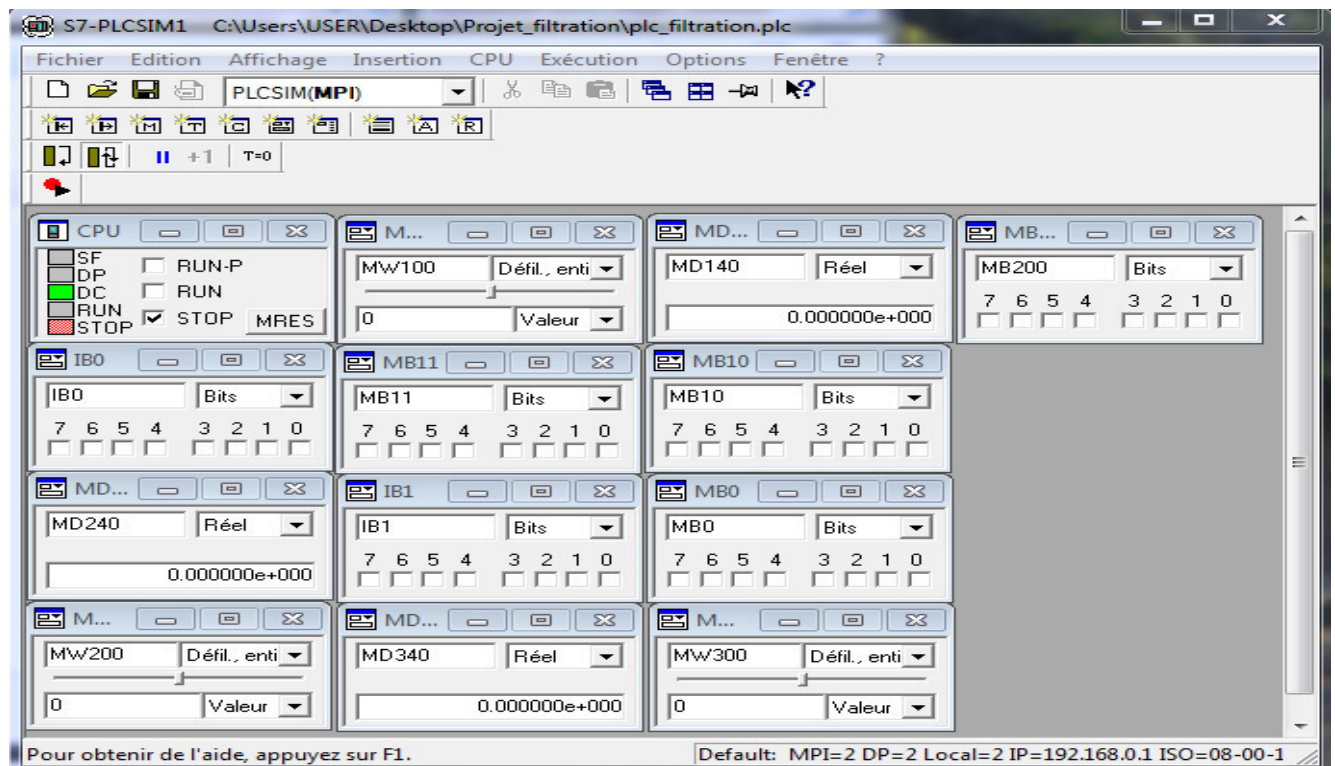 S7-PLCSIM1 C:\Users\USER\Desktop\Projet_filtration\plc_filtration.plc
Fichier Edition Affichage Insertion CPU Exécution Options Fenêtre ?
PLCSIM(MPI)
+1 T=0
CPU
SF
DP
DC
RUN
STOP
RUN-P
RUN
STOP MRES
M...
MW100 Défil., enti
0 Valeur
MD...
MD140 Réel
0.000000e+000
MB...
MB200 Bits
7 6 5 4 3 2 1 0
IB0
IB0 Bits
7 6 5 4 3 2 1 0
MB11
MB11 Bits
7 6 5 4 3 2 1 0
MB10
MB10 Bits
7 6 5 4 3 2 1 0
MD...
MD240 Réel
0.000000e+000
IB1
IB1 Bits
7 6 5 4 3 2 1 0
MB0
MB0 Bits
7 6 5 4 3 2 1 0
M...
MW200 Défil., enti
0 Valeur
MD...
MD340 Réel
0.000000e+000
M...
MW300 Défil., enti
0 Valeur
Pour obtenir de l'aide, appuyez sur F1.
Default: MPI=2 DP=2 Local=2 IP=192.168.0.1 ISO=08-00-1